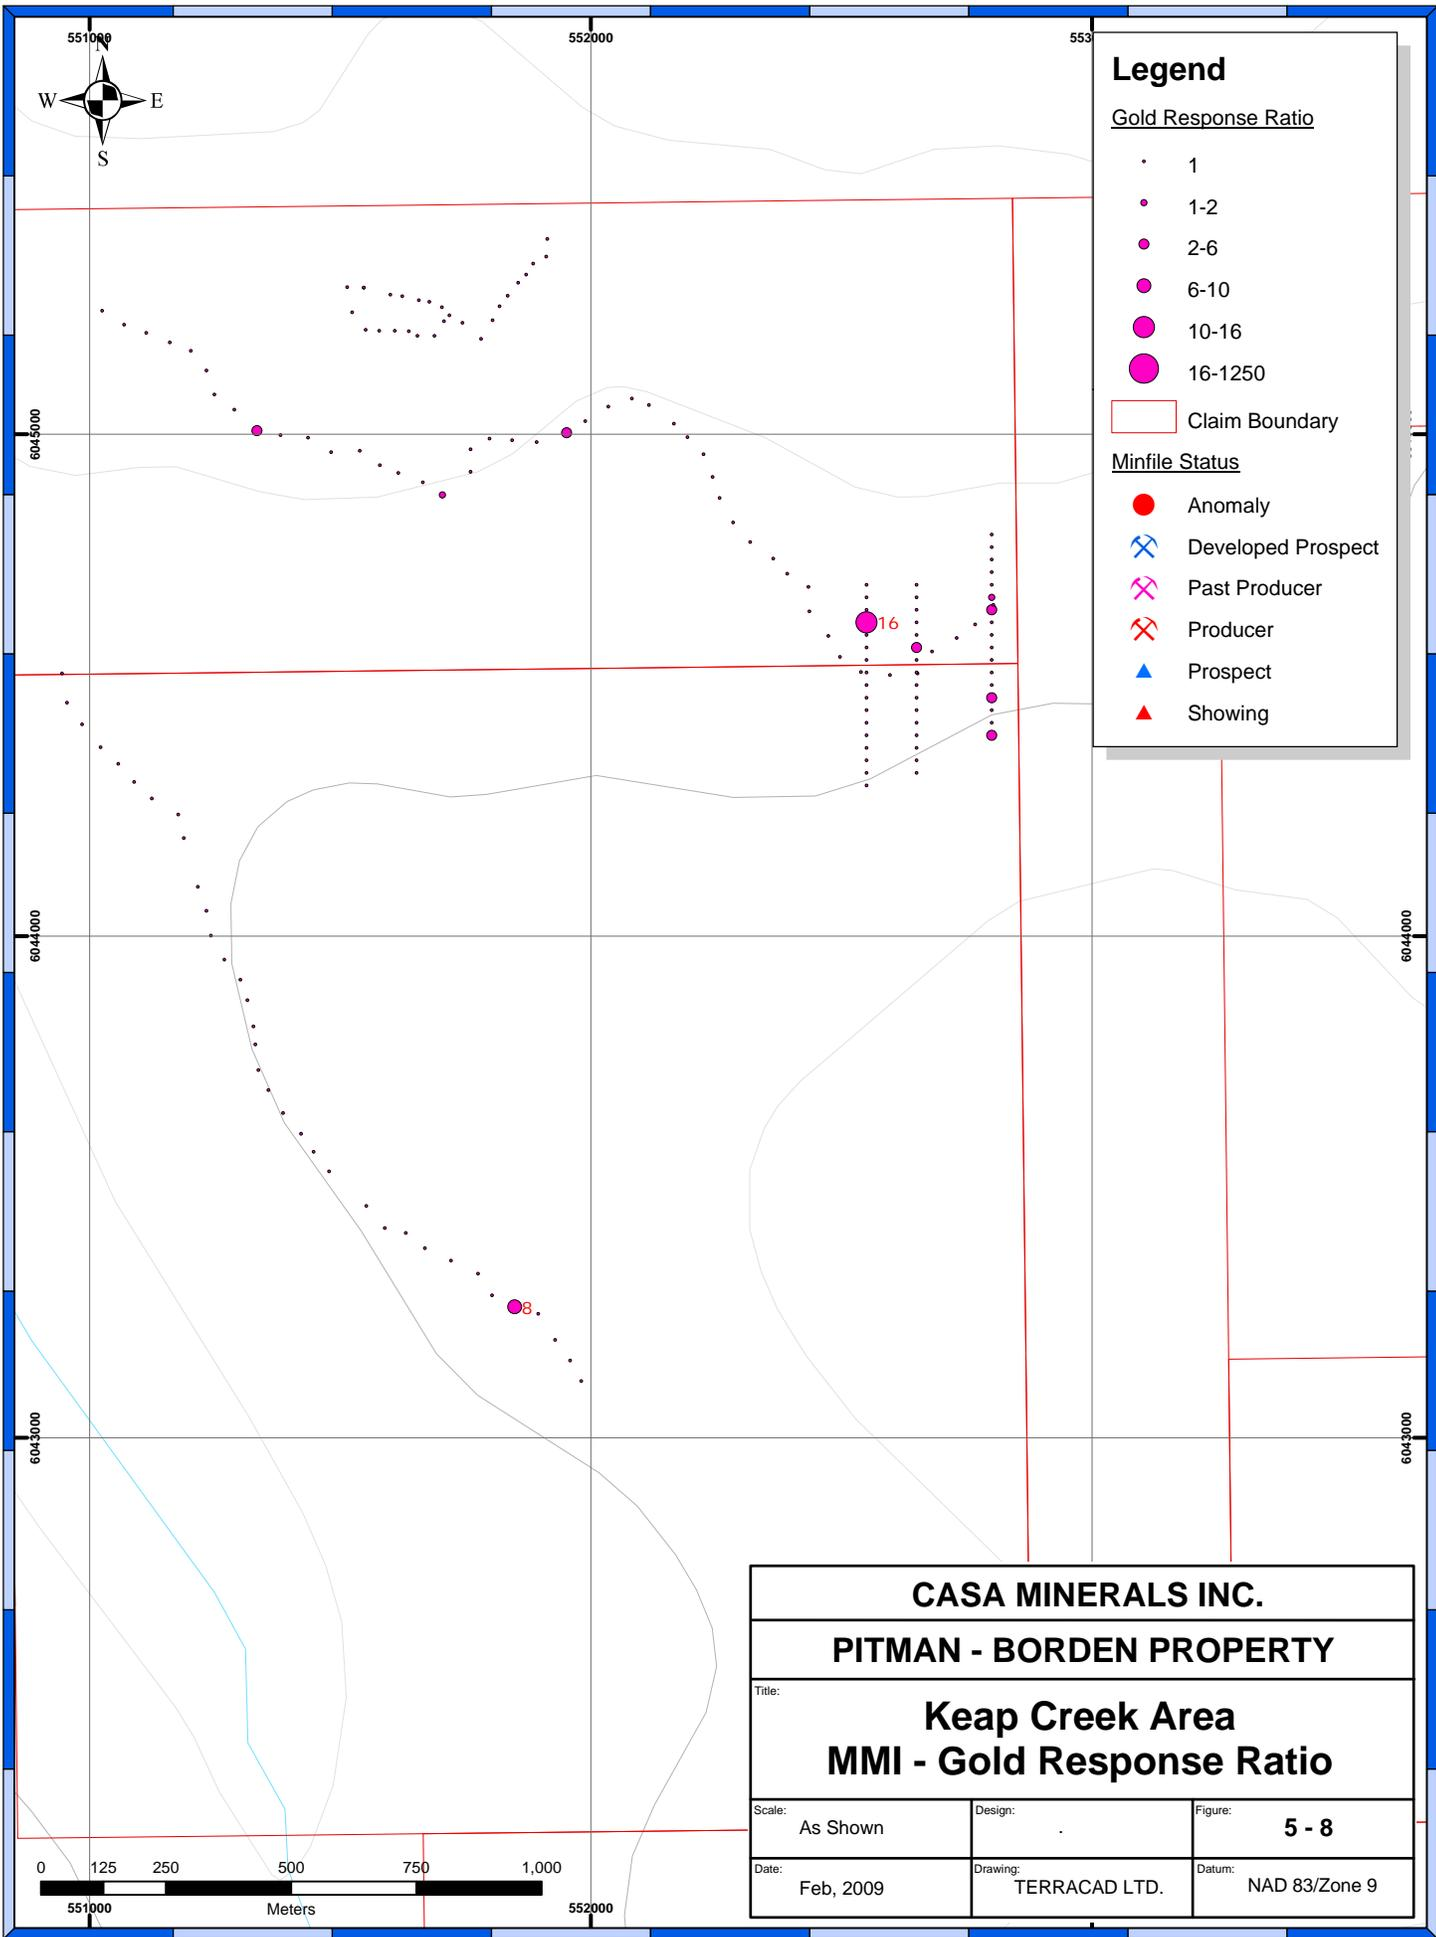 551000
552000
553
N
W
E
S
Legend
Gold Response Ratio
1
1-2
2-6
6-10
10-16
16-1250
Claim Boundary
Minfile Status
Anomaly
Developed Prospect
Past Producer
Producer
Prospect
Showing
6045000
16
6044000
6044000
8
6043000
6043000
CASA MINERALS INC.
PITMAN - BORDEN PROPERTY
Title:
Keap Creek Area
MMI - Gold Response Ratio
Scale:
As Shown
Design:
.
Figure:
5 - 8
Date:
Feb, 2009
Drawing:
TERRACAD LTD.
Datum:
NAD 83/Zone 9
0 125 250 500 750 1,000
Meters
551000
552000